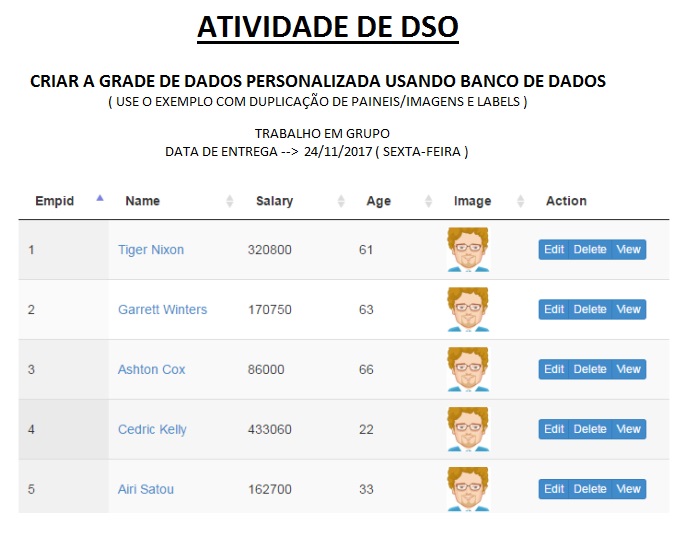 ATIVIDADE DE DSO
CRIAR A GRADE DE DADOS PERSONALIZADA USANDO BANCO DE DADOS
( USE O EXEMPLO COM DUPLICAÇÃO DE PAINEIS/IMAGENS E LABELS )
TRABALHO EM GRUPO
DATA DE ENTREGA --> 24/11/2017 ( SEXTA-FEIRA )
Empid Name Salary Age Image Action
1 Tiger Nixon 320800 61 Edit Delete View
2 Garrett Winters 170750 63 Edit Delete View
3 Ashton Cox 86000 66 Edit Delete View
4 Cedric Kelly 433060 22 Edit Delete View
5 Airi Satou 162700 33 Edit Delete View